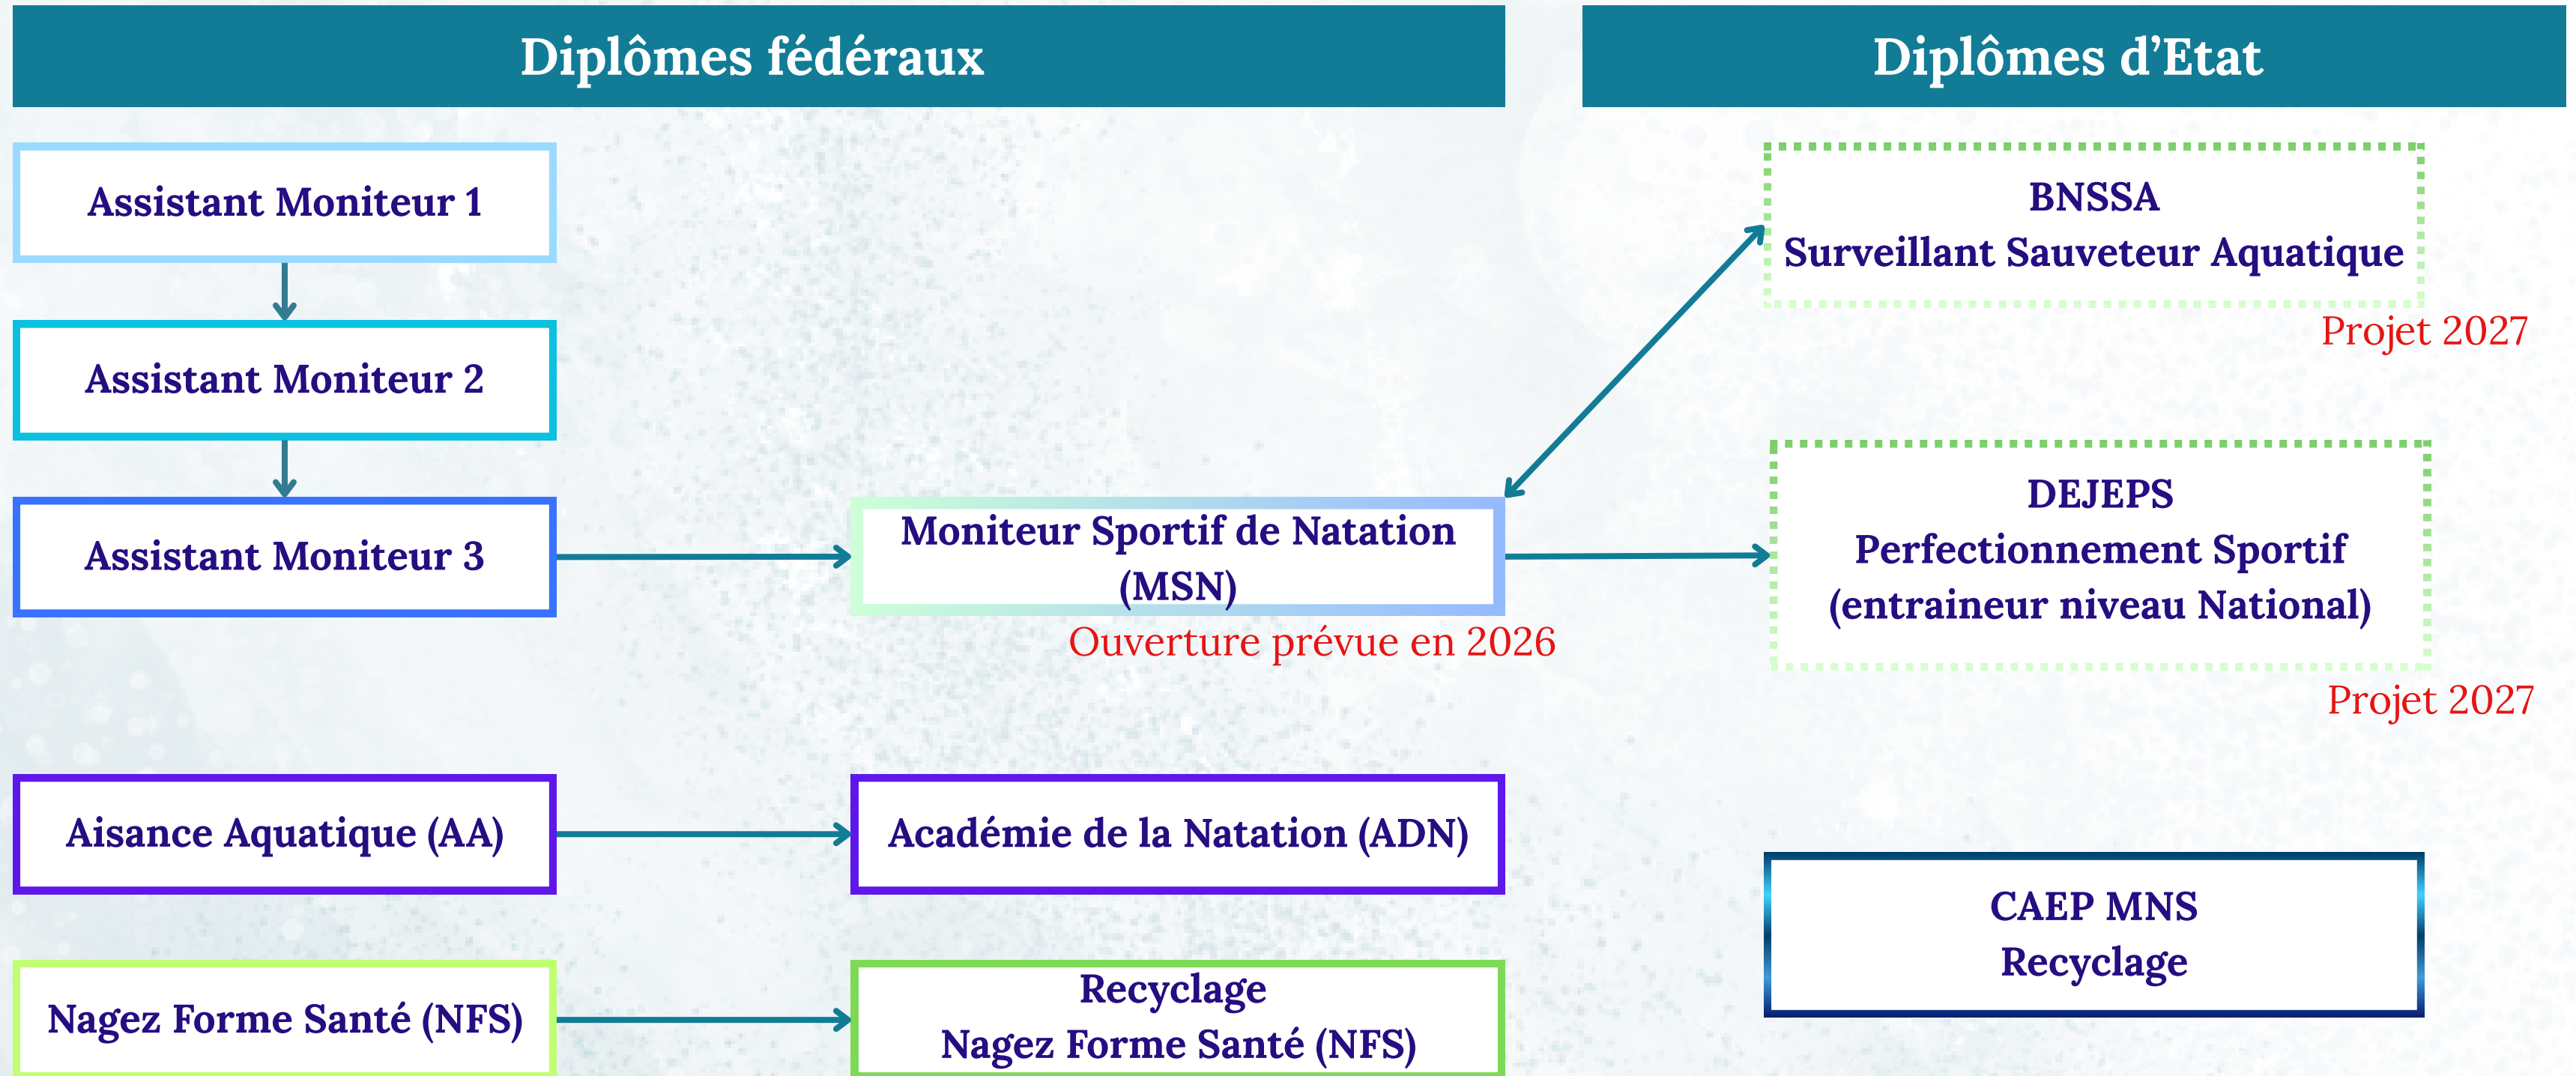 Diplômes fédéraux
Diplômes d’Etat
Assistant Moniteur 1
Assistant Moniteur 2
Assistant Moniteur 3
Moniteur Sportif de Natation
(MSN)
Ouverture prévue en 2026
BNSSA
Surveillant Sauveteur Aquatique
Projet 2027
DEJEPS
Perfectionnement Sportif
(entraineur niveau National)
Projet 2027
Aisance Aquatique (AA)
Académie de la Natation (ADN)
Nagez Forme Santé (NFS)
Recyclage
Nagez Forme Santé (NFS)
CAEP MNS
Recyclage